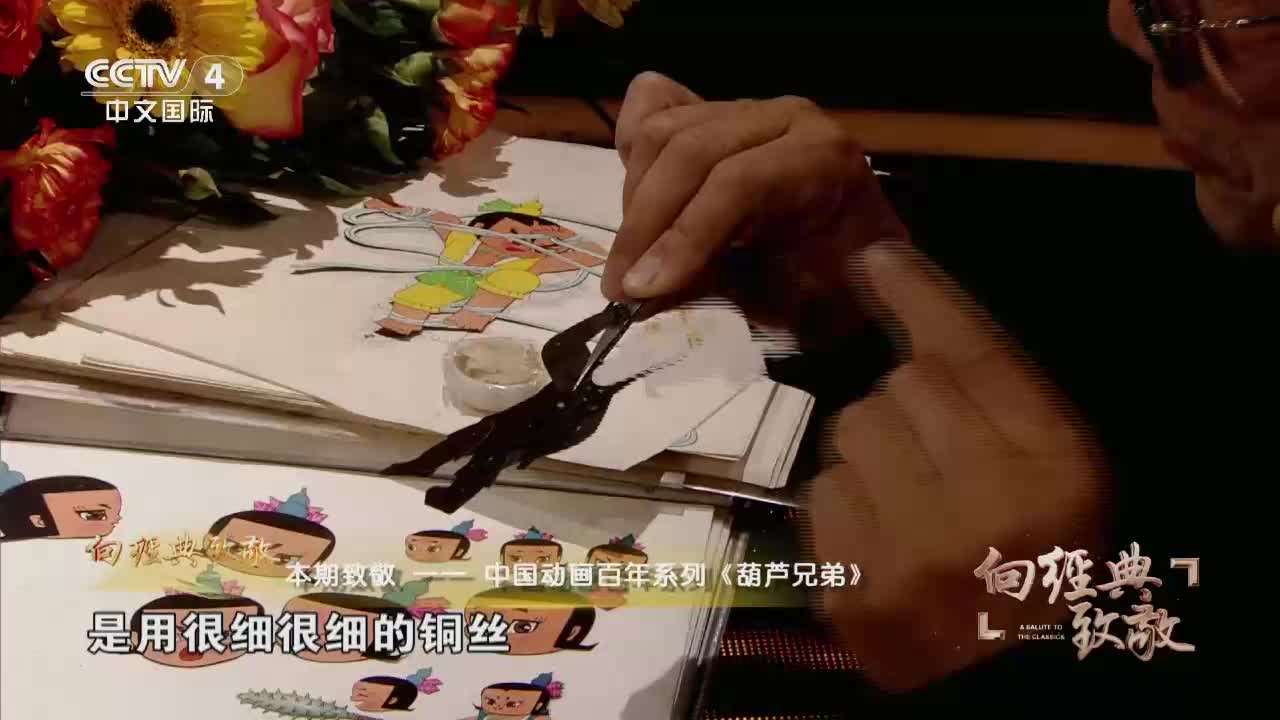 CCTV 4
中文国际
向经典致敬
本期致敬 —— 中国动画百年系列《葫芦兄弟》
是用很细很细的铜丝
向經典
致敬
A SALUTE TO
THE CLASSICS